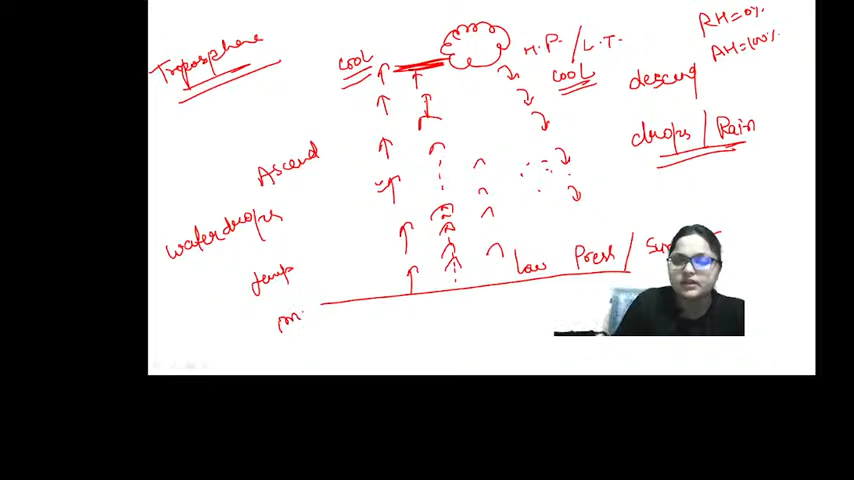 Troposphere
cool
H.P / L.T.
cool
RH=0%
AH=100%
descend
drops / Rain
Ascend
waterdrops
temp
Low Press /